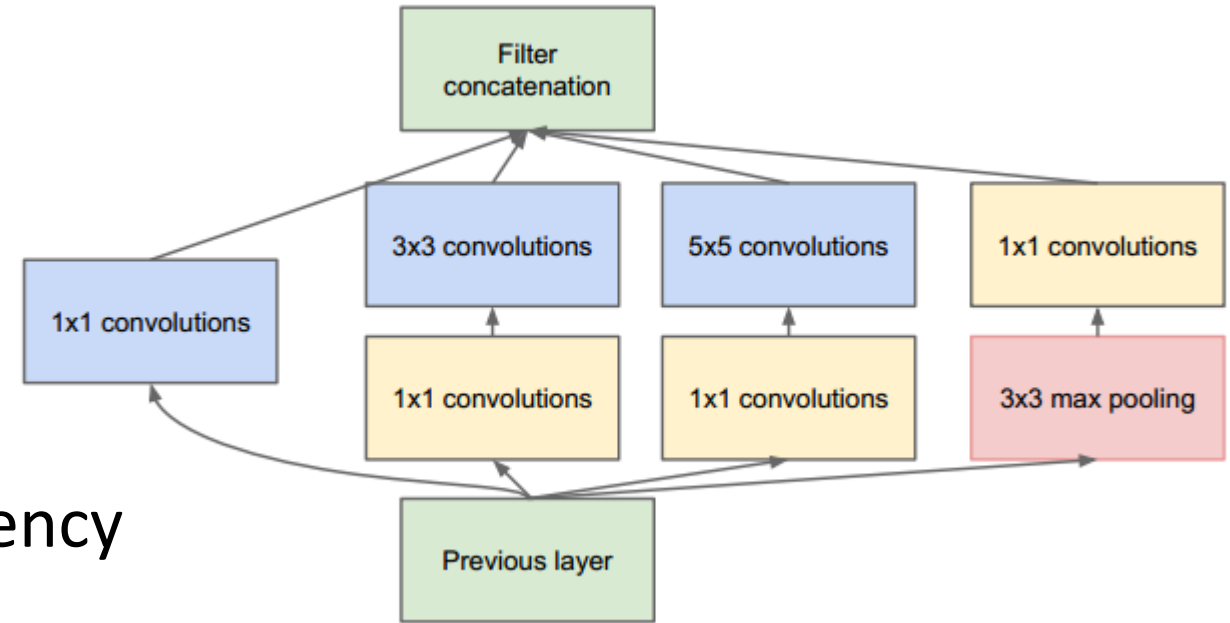 Filter
concatenation
3x3 convolutions
5x5 convolutions
1x1 convolutions
1x1 convolutions
1x1 convolutions
1x1 convolutions
3x3 max pooling
ency
Previous layer